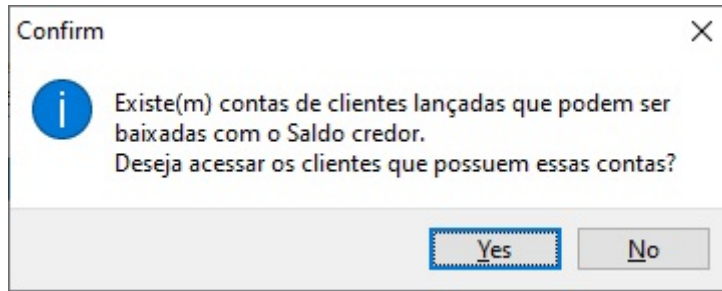 Confirm
Existe(m) contas de clientes lançadas que podem ser
baixadas com o Saldo credor.
Deseja acessar os clientes que possuem essas contas?
Yes No